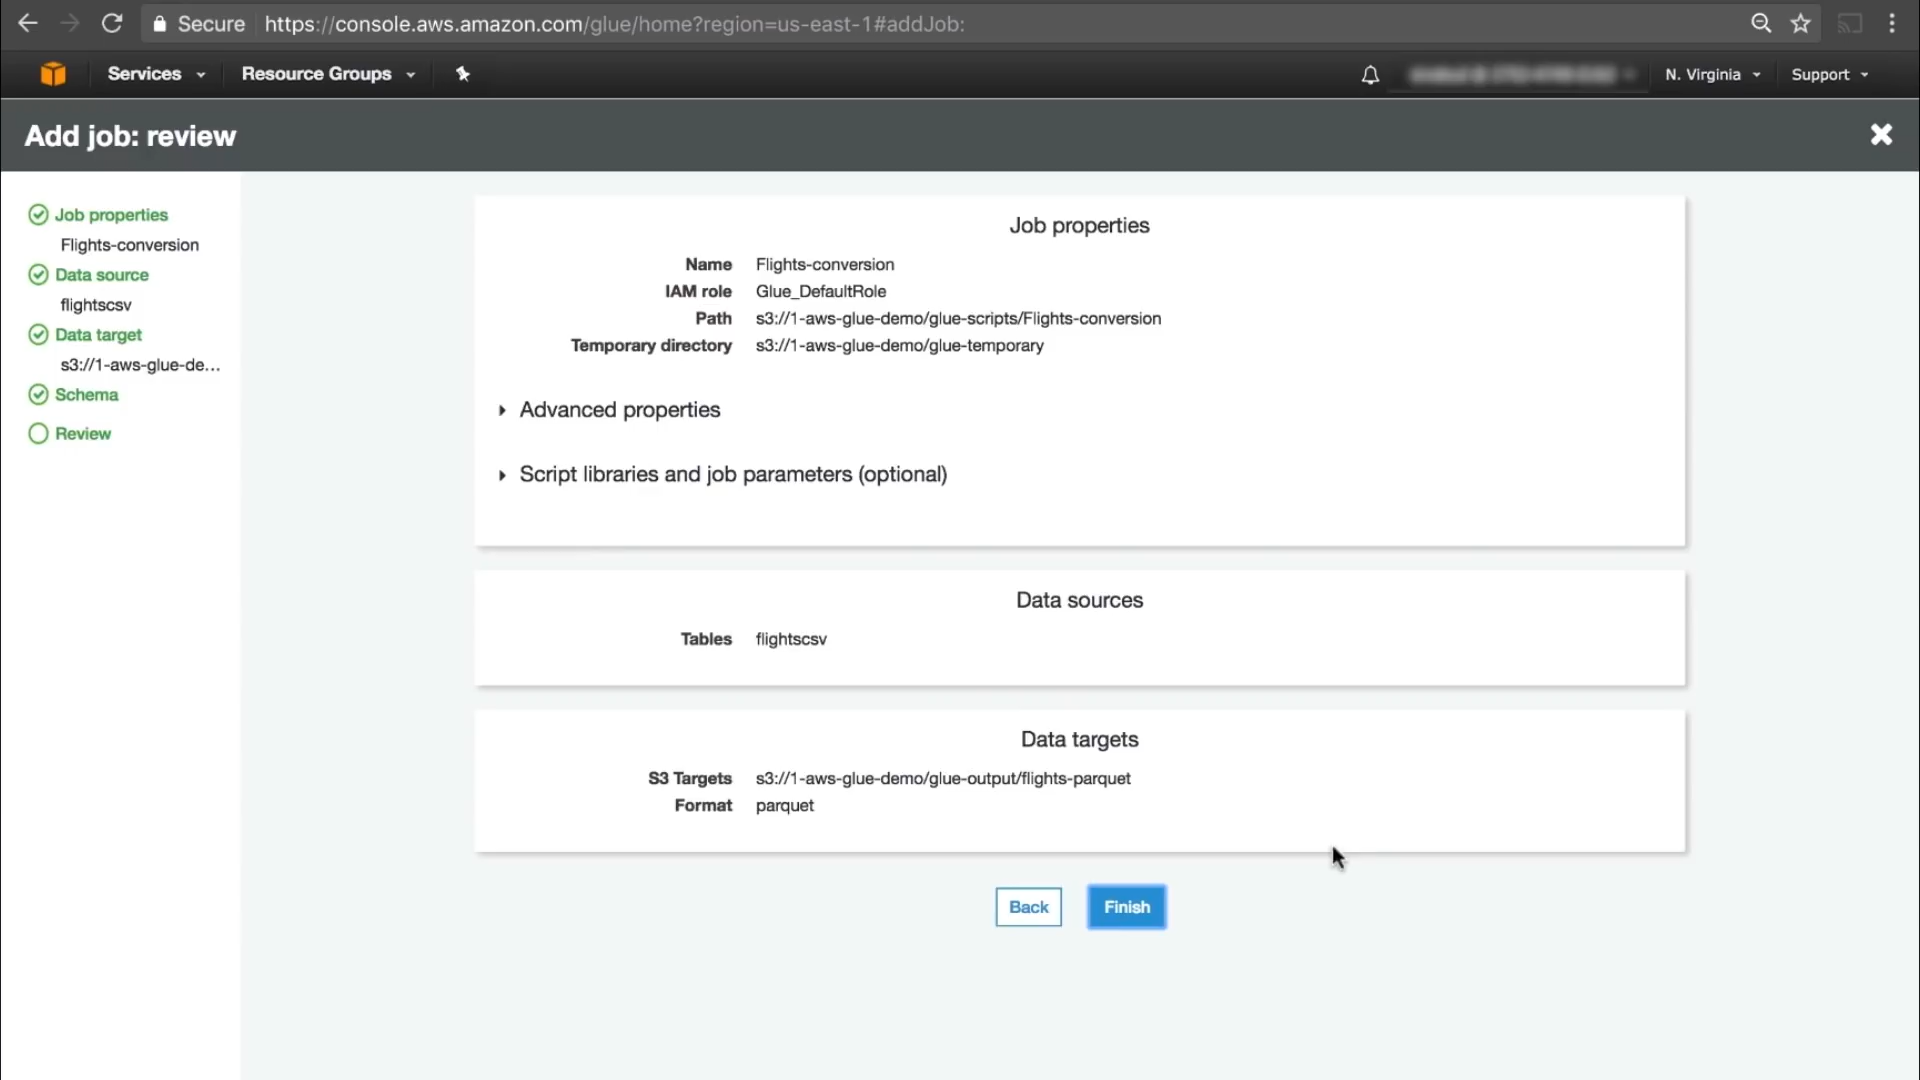 Secure https://console.aws.amazon.com/glue/home?region=us-east-1#addJob:
Services Resource Groups N. Virginia Support
Add job: review
Job properties
Flights-conversion
Data source
flightscsv
Data target
s3://1-aws-glue-de...
Schema
Review
Job properties
Name Flights-conversion
IAM role Glue_DefaultRole
Path s3://1-aws-glue-demo/glue-scripts/Flights-conversion
Temporary directory s3://1-aws-glue-demo/glue-temporary
Advanced properties
Script libraries and job parameters (optional)
Data sources
Tables flightscsv
Data targets
S3 Targets s3://1-aws-glue-demo/glue-output/flights-parquet
Format parquet
Back Finish